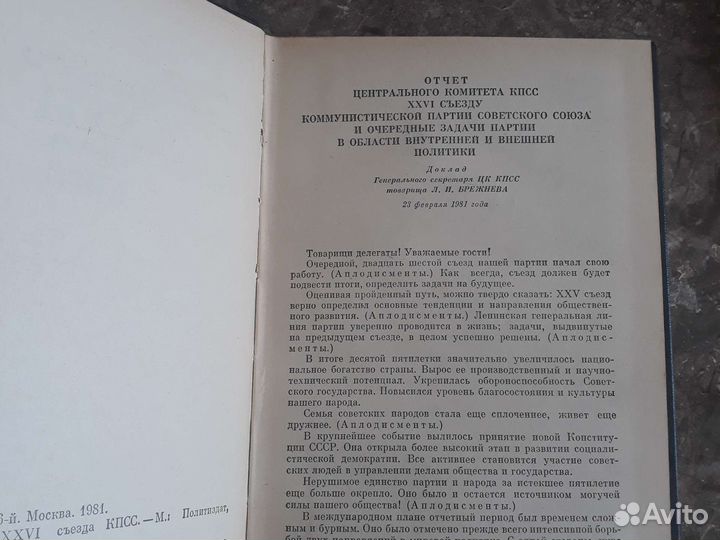 ОТЧЕТ
ЦЕНТРАЛЬНОГО КОМИТЕТА КПСС
XXVI СЪЕЗДУ
КОММУНИСТИЧЕСКОЙ ПАРТИИ СОВЕТСКОГО СОЮЗА
И ОЧЕРЕДНЫЕ ЗАДАЧИ ПАРТИИ
В ОБЛАСТИ ВНУТРЕННЕЙ И ВНЕШНЕЙ
ПОЛИТИКИ
Доклад
Генерального секретаря ЦК КПСС
товарища Л. И. БРЕЖНЕВА
23 февраля 1981 года
Товарищи делегаты! Уважаемые гости!
Очередной, двадцать шестой съезд нашей партии начал свою
работу. (Аплодисменты.) Как всегда, съезд должен будет
подвести итоги, определить задачи на будущее.
Оценивая пройденный путь, можно твердо сказать: XXV съезд
верно определил основные тенденции и направления обществен-
ного развития. (Аплодисменты.) Ленинская генеральная ли-
ния партии уверенно проводится в жизнь; задачи, выдвинутые
на предыдущем съезде, в целом успешно решены. (Аплодис-
менты.)
В итоге десятой пятилетки значительно увеличилось нацио-
нальное богатство страны. Вырос ее производственный и научно-
технический потенциал. Укрепилась обороноспособность Совет-
ского государства. Повысился уровень благосостояния и культуры
нашего народа.
Семья советских народов стала еще сплоченнее, живет еще
дружнее. (Аплодисменты.)
В крупнейшее событие вылилось принятие новой Конститу-
ции СССР. Она открыла более высокий этап в развитии социали-
стической демократии. Все активнее становится участие совет-
ских людей в управлении делами общества и государства.
Нерушимое единство партии и народа за истекшее пятилетие
еще больше окрепло. Оно было и остается источником могучей
силы нашего общества! (Аплодисменты.)
В международном плане отчетный период был временем слож-
ным и бурным. Оно было отмечено прежде всего интенсивной борь-
6-й. Москва. 1981.
XXVI съезда КПСС.—М.: Политиздат,
Avito